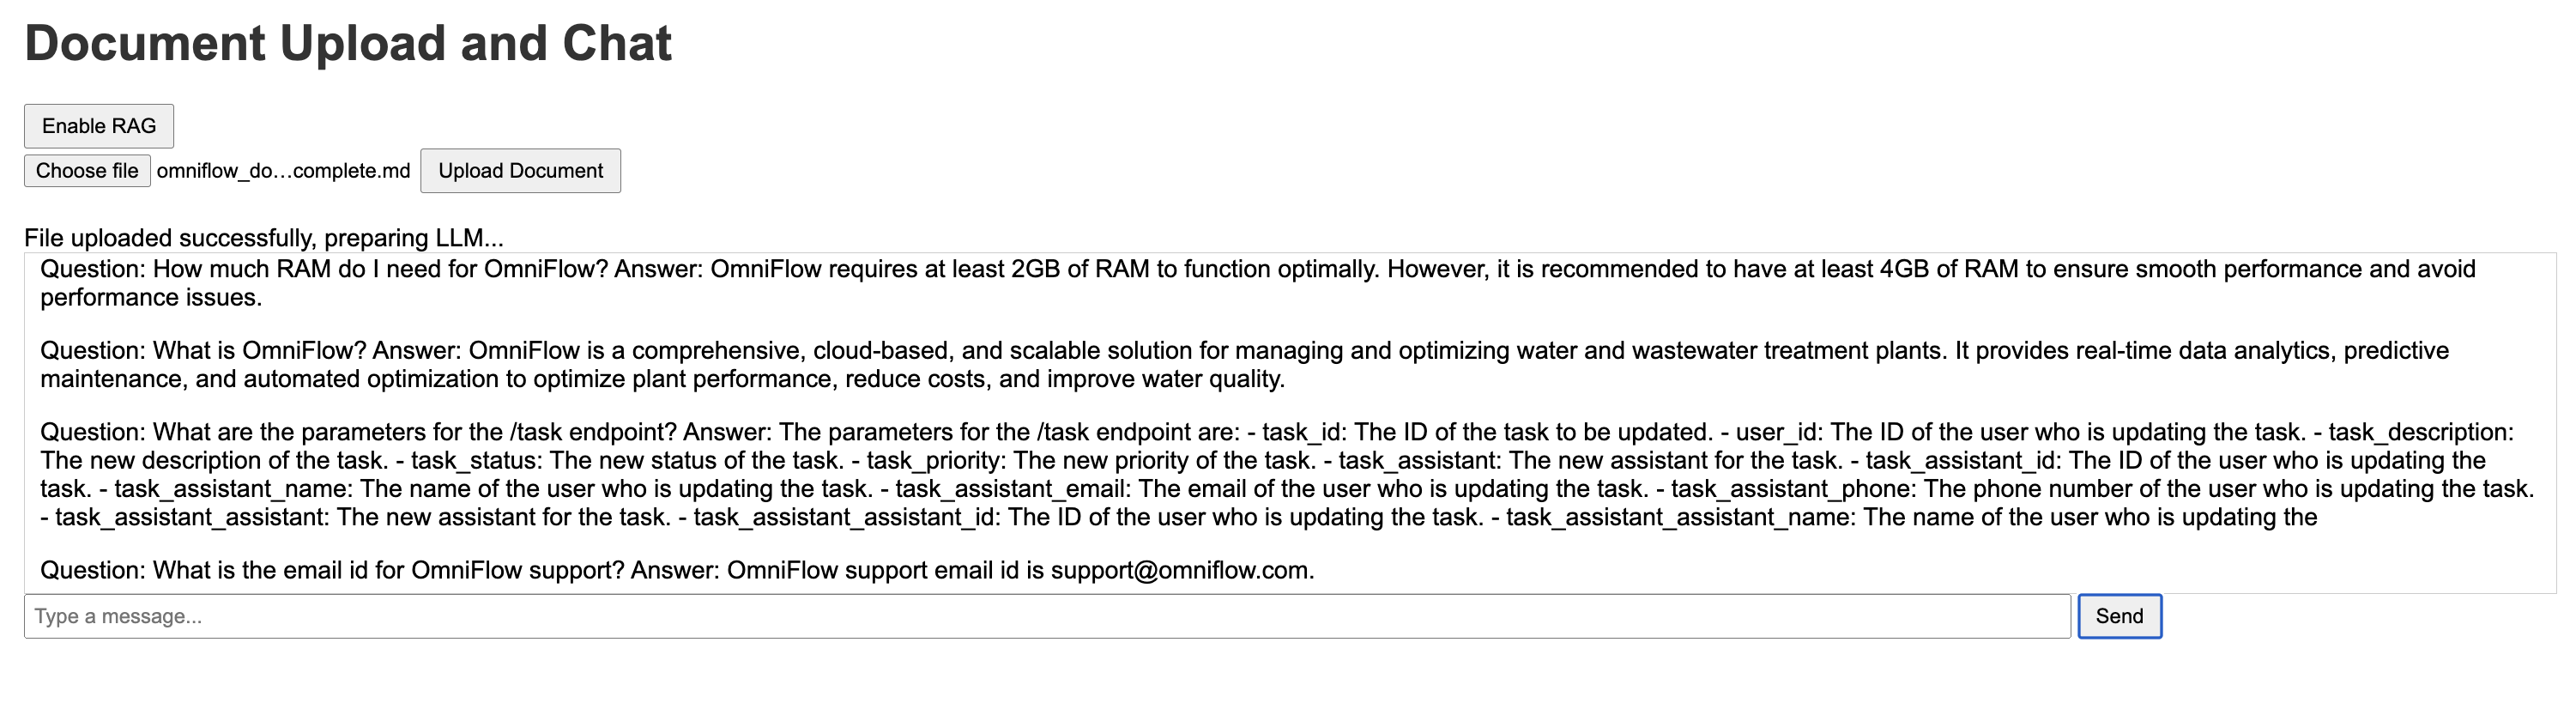 Document Upload and Chat
Enable RAG
Choose file omniflow_do…complete.md Upload Document
File uploaded successfully, preparing LLM...
Question: How much RAM do I need for OmniFlow? Answer: OmniFlow requires at least 2GB of RAM to function optimally. However, it is recommended to have at least 4GB of RAM to ensure smooth performance and avoid
performance issues.
Question: What is OmniFlow? Answer: OmniFlow is a comprehensive, cloud-based, and scalable solution for managing and optimizing water and wastewater treatment plants. It provides real-time data analytics, predictive
maintenance, and automated optimization to optimize plant performance, reduce costs, and improve water quality.
Question: What are the parameters for the /task endpoint? Answer: The parameters for the /task endpoint are: - task_id: The ID of the task to be updated. - user_id: The ID of the user who is updating the task. - task_description:
The new description of the task. - task_status: The new status of the task. - task_priority: The new priority of the task. - task_assistant: The new assistant for the task. - task_assistant_id: The ID of the user who is updating the
task. - task_assistant_name: The name of the user who is updating the task. - task_assistant_email: The email of the user who is updating the task. - task_assistant_phone: The phone number of the user who is updating the task.
- task_assistant_assistant: The new assistant for the task. - task_assistant_assistant_id: The ID of the user who is updating the task. - task_assistant_assistant_name: The name of the user who is updating the
Question: What is the email id for OmniFlow support? Answer: OmniFlow support email id is support@omniflow.com.
Type a message... Send